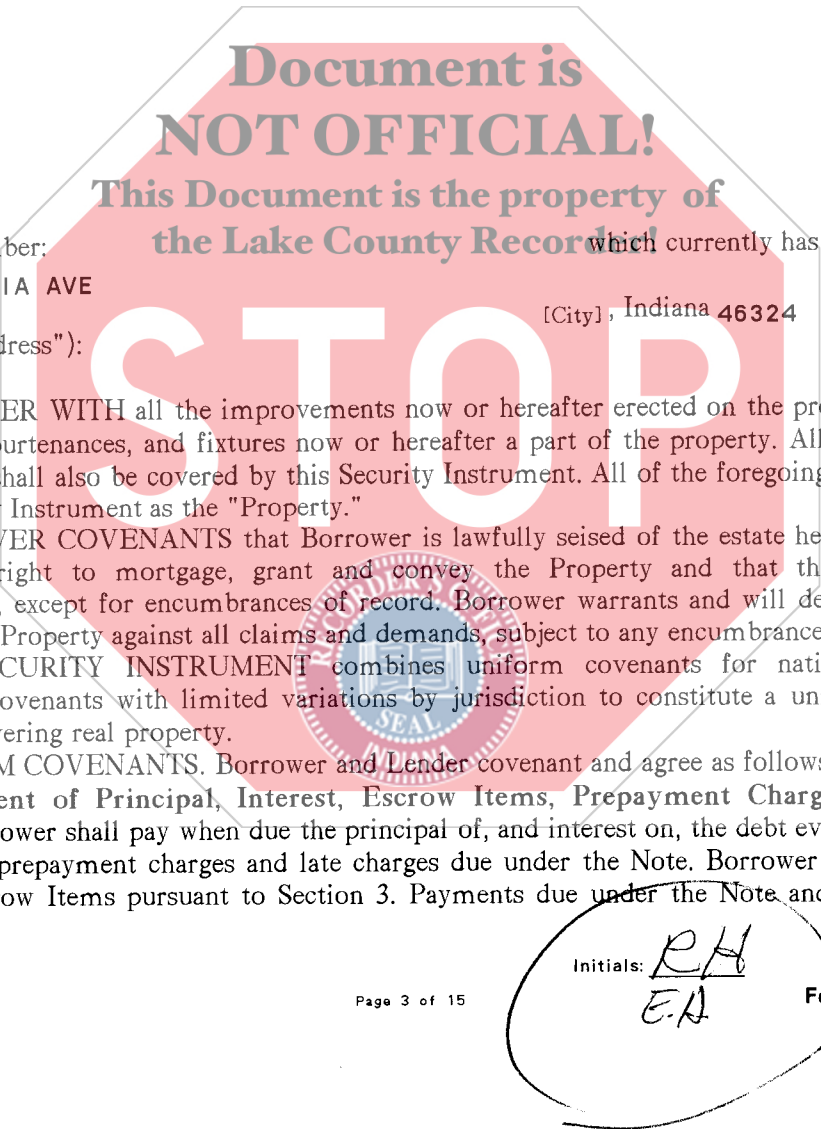 Document is
NOT OFFICIAL!
This Document is the property of
the Lake County Recorder!
ber: which currently has
IA AVE
[City], Indiana 46324
dress"):
STOP
ER WITH all the improvements now or hereafter erected on the pr
urtenances, and fixtures now or hereafter a part of the property. All
hall also be covered by this Security Instrument. All of the foregoing
Instrument as the "Property."
VER COVENANTS that Borrower is lawfully seised of the estate he
right to mortgage, grant and convey the Property and that th
, except for encumbrances of record. Borrower warrants and will de
Property against all claims and demands, subject to any encumbrance
CURITY INSTRUMENT combines uniform covenants for nati
ovenants with limited variations by jurisdiction to constitute a un
vering real property.
RECORDER'S OFFICE
SEAL
INDIANA
M COVENANTS. Borrower and Lender covenant and agree as follows
ent of Principal, Interest, Escrow Items, Prepayment Charg
ower shall pay when due the principal of, and interest on, the debt ev
prepayment charges and late charges due under the Note. Borrower
ow Items pursuant to Section 3. Payments due under the Note and
Initials: RH
E.A
Page 3 of 15 Fo